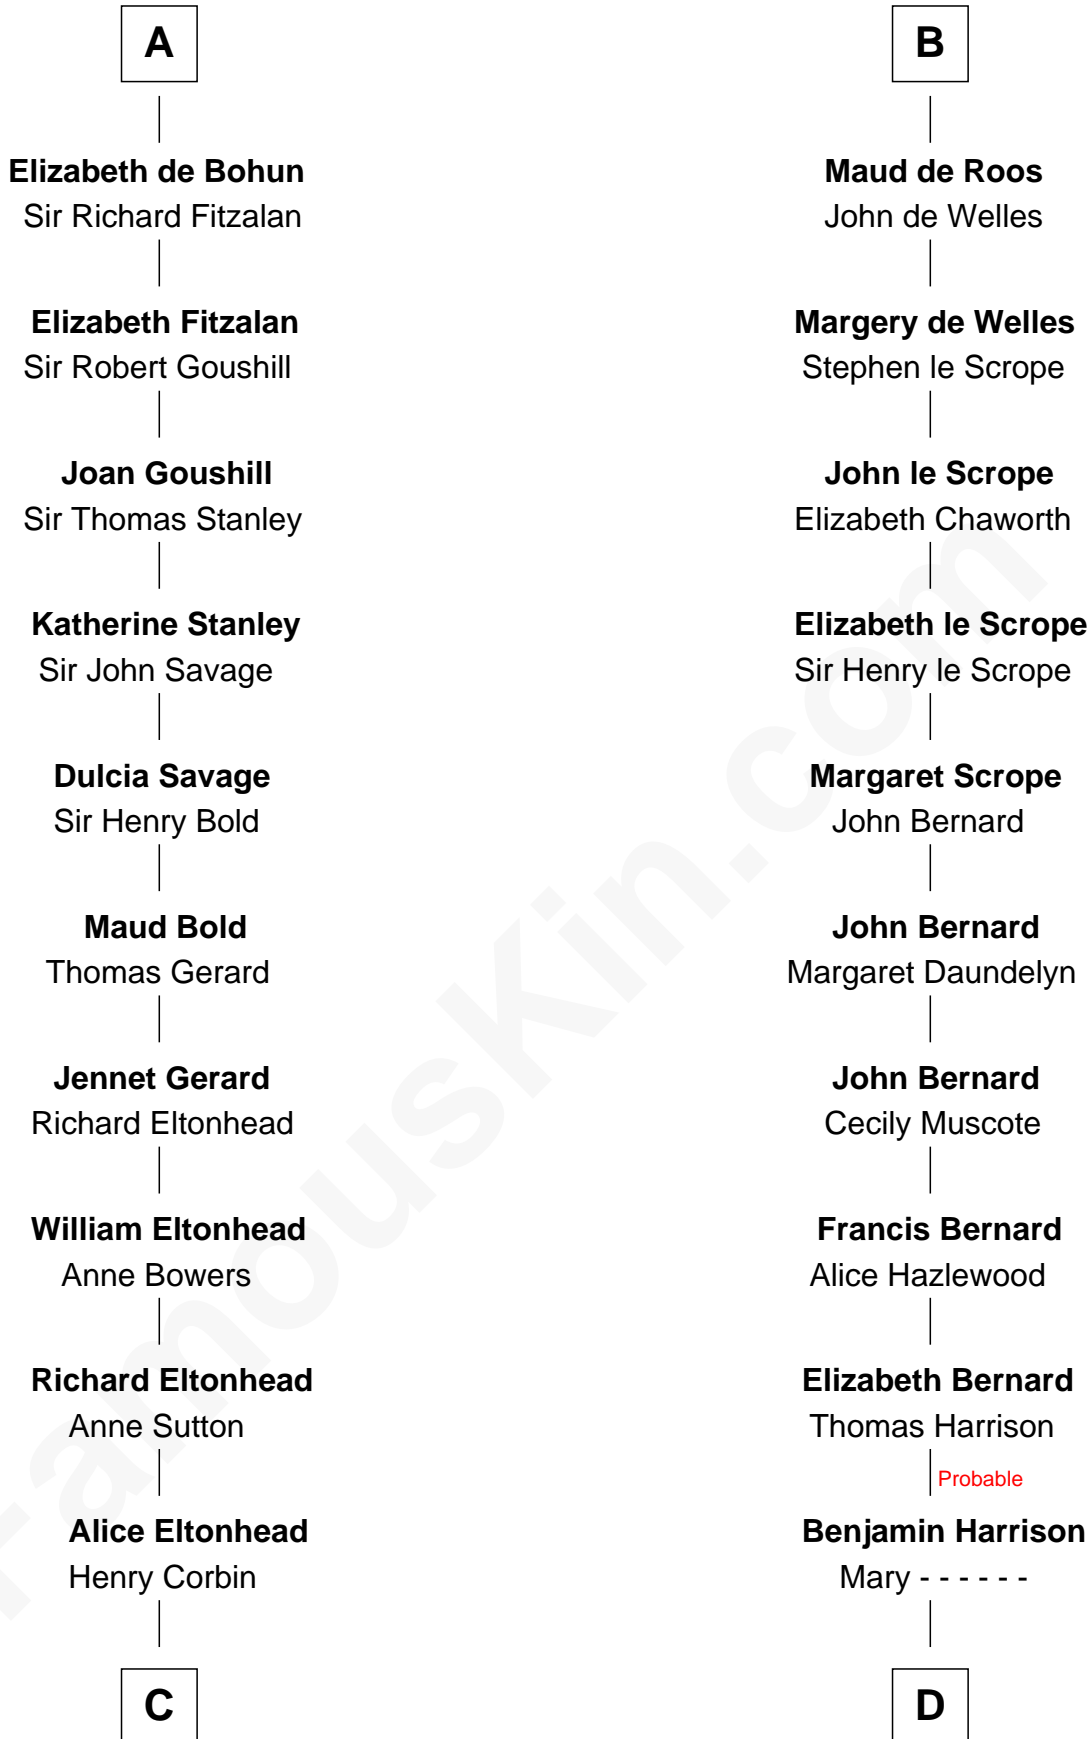 A
Elizabeth de Bohun
Sir Richard Fitzalan
Elizabeth Fitzalan
Sir Robert Goushill
Joan Goushill
Sir Thomas Stanley
Katherine Stanley
Sir John Savage
Dulcia Savage
Sir Henry Bold
Maud Bold
Thomas Gerard
Jennet Gerard
Richard Eltonhead
William Eltonhead
Anne Bowers
Richard Eltonhead
Anne Sutton
Alice Eltonhead
Henry Corbin
C
B
Maud de Roos
John de Welles
Margery de Welles
Stephen le Scrope
John le Scrope
Elizabeth Chaworth
Elizabeth le Scrope
Sir Henry le Scrope
Margaret Scrope
John Bernard
John Bernard
Margaret Daundelyn
John Bernard
Cecily Muscote
Francis Bernard
Alice Hazlewood
Elizabeth Bernard
Thomas Harrison
Probable
Benjamin Harrison
Mary - - - - - -
D
FamousKin.com